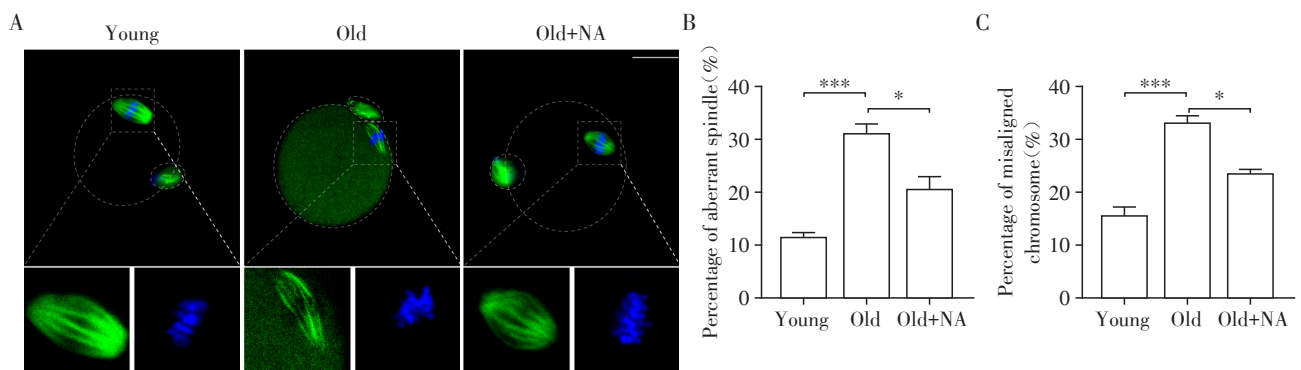 A
Young
Old
Old+NA
B
Percentage of aberrant spindle(%)
40
30
20
10
0
***
*
Young
Old
Old+NA
C
Percentage of misaligned
chromosome(%)
40
30
20
10
0
***
*
Young
Old
Old+NA